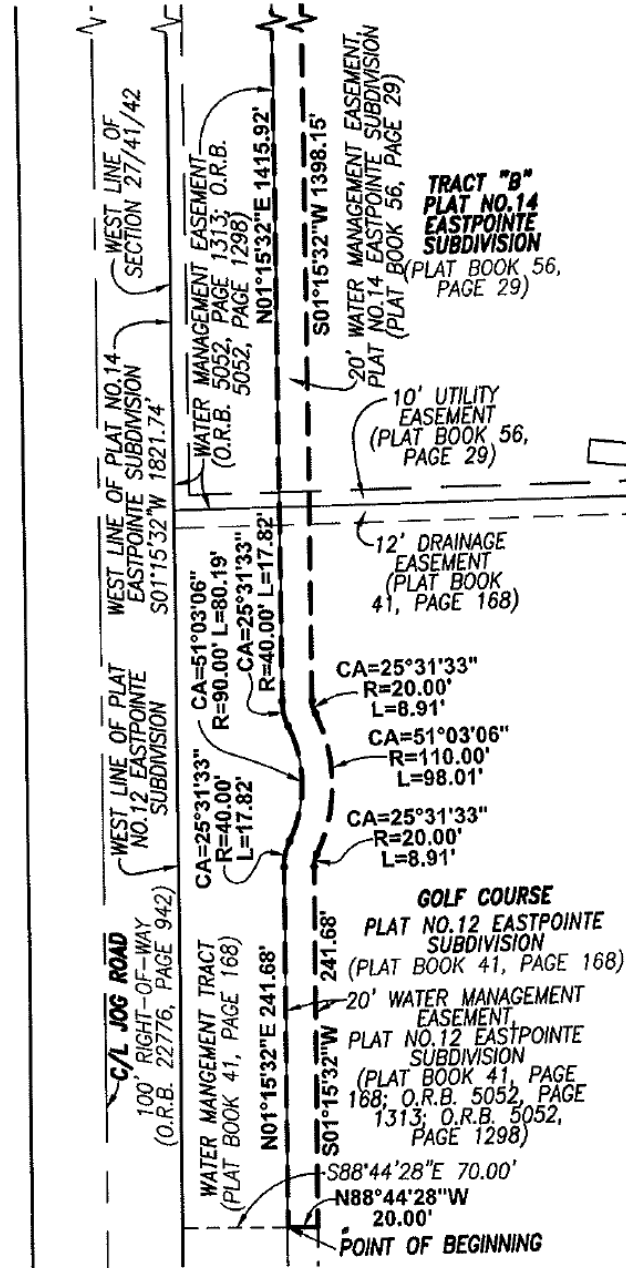 WEST LINE OF
SECTION 27/41/42
WEST LINE OF PLAT NO.14
EASTPOINTE SUBDIVISION
S01°15'32"W 1821.74'
WEST LINE OF PLAT
NO.12 EASTPOINTE
SUBDIVISION
C/L JOG ROAD
100' RIGHT-OF-WAY
(O.R.B. 22776, PAGE 942)
WATER MANAGEMENT EASEMENT
(O.R.B. 5052, PAGE 1313; O.R.B.
5052, PAGE 1298)
N01°15'32"E 1415.92'
S01°15'32"W 1398.15'
20' WATER MANAGEMENT EASEMENT,
PLAT NO.14 EASTPOINTE SUBDIVISION
(PLAT BOOK 56, PAGE 29)
TRACT "B"
PLAT NO.14
EASTPOINTE
SUBDIVISION
(PLAT BOOK 56,
PAGE 29)
10' UTILITY
EASEMENT
(PLAT BOOK 56,
PAGE 29)
12' DRAINAGE
EASEMENT
(PLAT BOOK
41, PAGE 168)
CA=25°31'33"
R=40.00' L=17.82'
CA=51°03'06"
R=90.00' L=80.19'
CA=25°31'33"
R=40.00'
L=17.82'
CA=25°31'33"
R=20.00'
L=8.91'
CA=51°03'06"
R=110.00'
L=98.01'
CA=25°31'33"
R=20.00'
L=8.91'
GOLF COURSE
PLAT NO.12 EASTPOINTE
SUBDIVISION
(PLAT BOOK 41, PAGE 168)
WATER MANGEMENT TRACT
(PLAT BOOK 41, PAGE 168)
N01°15'32"E 241.68'
S01°15'32"W 241.68'
20' WATER MANAGEMENT
EASEMENT,
PLAT NO.12 EASTPOINTE
SUBDIVISION
(PLAT BOOK 41, PAGE
168; O.R.B. 5052, PAGE
1313; O.R.B. 5052,
PAGE 1298)
S88°44'28"E 70.00'
N88°44'28"W
20.00'
POINT OF BEGINNING